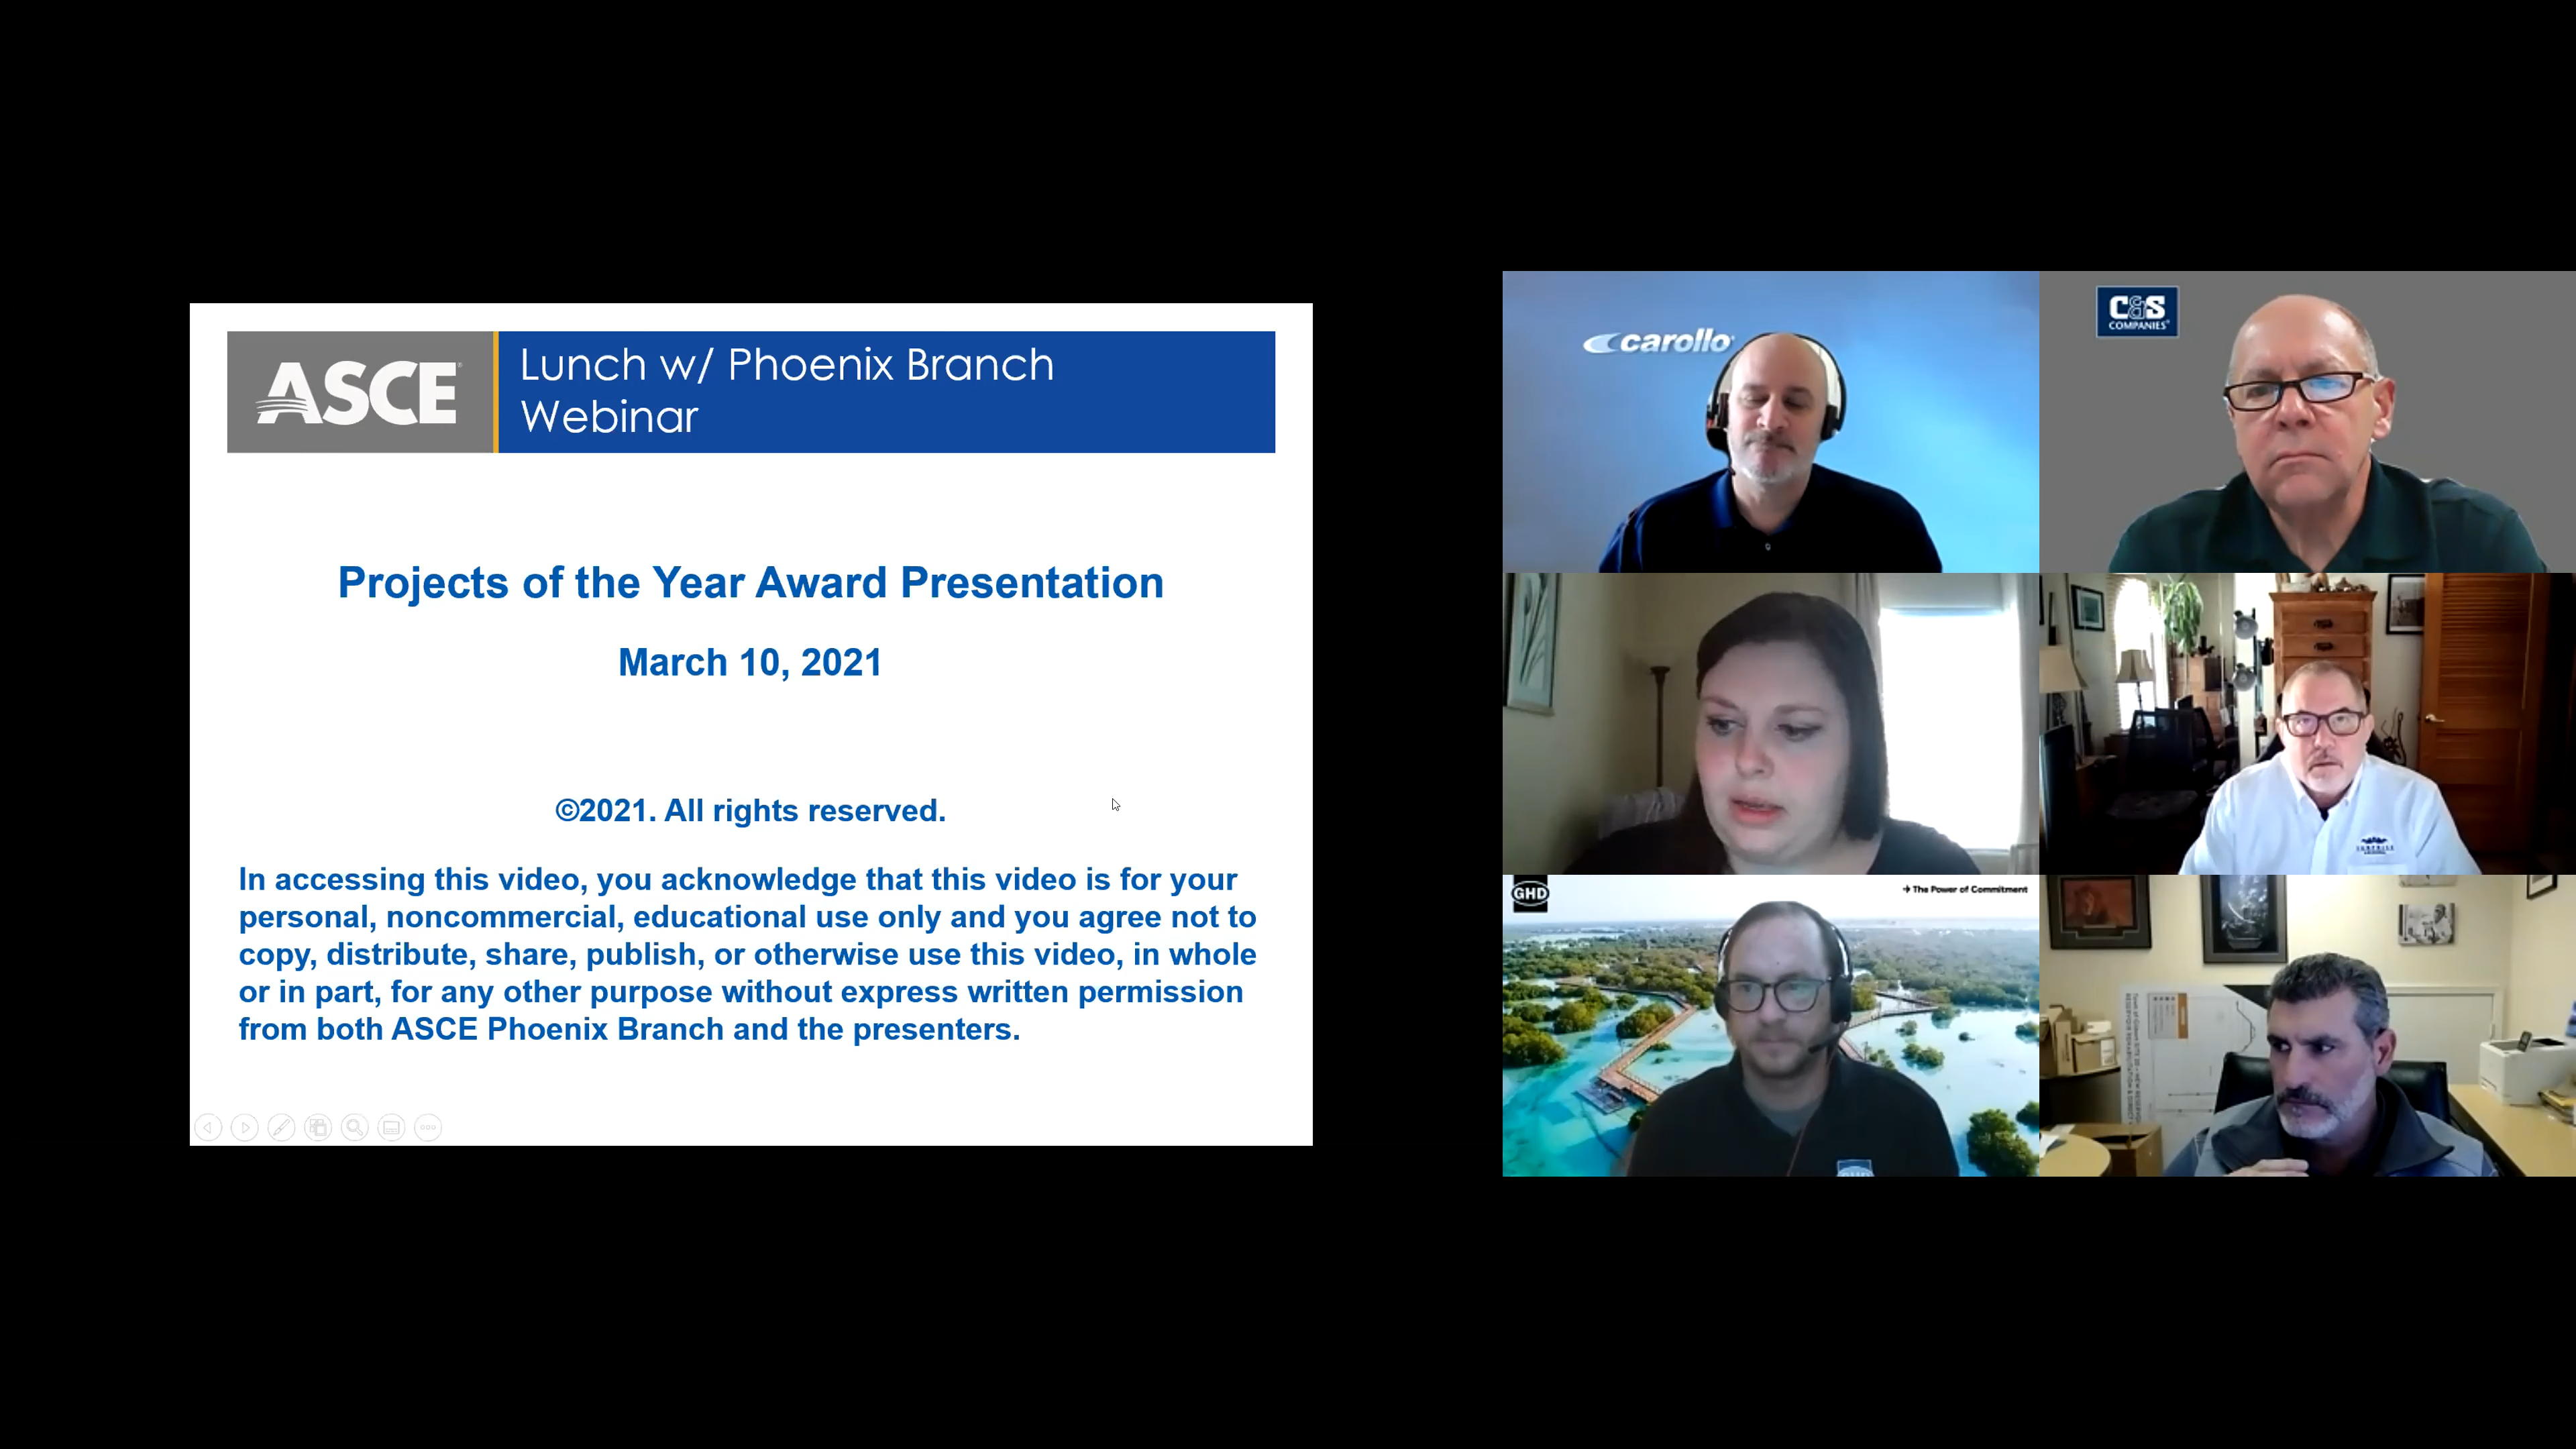 ASCE
Lunch w/ Phoenix Branch
Webinar
Projects of the Year Award Presentation
March 10, 2021
©2021. All rights reserved.
In accessing this video, you acknowledge that this video is for your
personal, noncommercial, educational use only and you agree not to
copy, distribute, share, publish, or otherwise use this video, in whole
or in part, for any other purpose without express written permission
from both ASCE Phoenix Branch and the presenters.
carollo
C&S
COMPANIES
GHD
→ The Power of Commitment
GHD